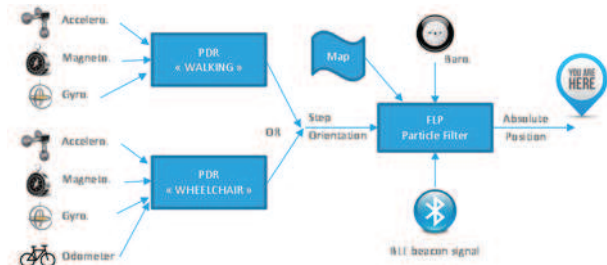 Accelero.
Magneto.
Gyro.
PDR
« WALKING »
Accelero.
Magneto.
Gyro.
Odometer
PDR
« WHEELCHAIR »
OR
Step
Orientation
Map
Baro.
FLP
Particle Filter
BLE beacon signal
Absolute
Position
YOU ARE
HERE